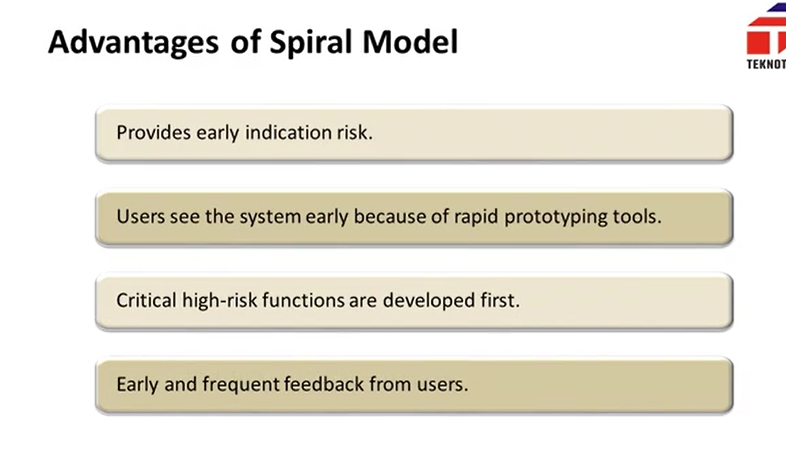 Advantages of Spiral Model
TEKNOT
Provides early indication risk.
Users see the system early because of rapid prototyping tools.
Critical high-risk functions are developed first.
Early and frequent feedback from users.